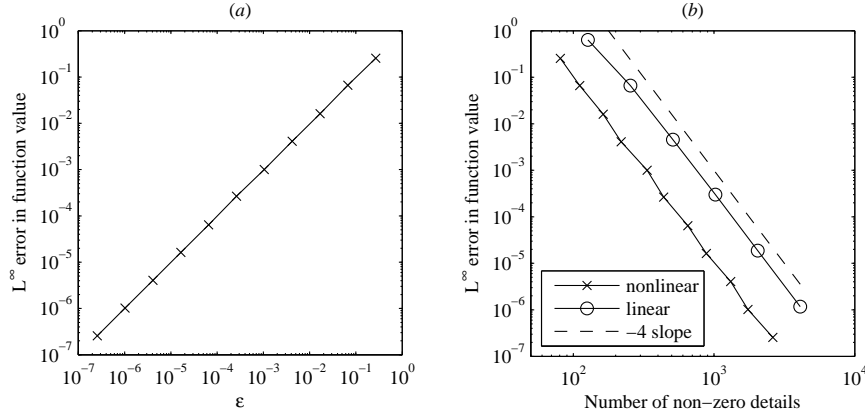 (a)
10^0
10^−1
10^−2
10^−3
10^−4
10^−5
10^−6
10^−7
L^∞ error in function value
10^−7 10^−6 10^−5 10^−4 10^−3 10^−2 10^−1 10^0
ε
(b)
10^0
10^−1
10^−2
10^−3
10^−4
10^−5
10^−6
10^−7
L^∞ error in function value
nonlinear
linear
−4 slope
10^2 10^3 10^4
Number of non−zero details